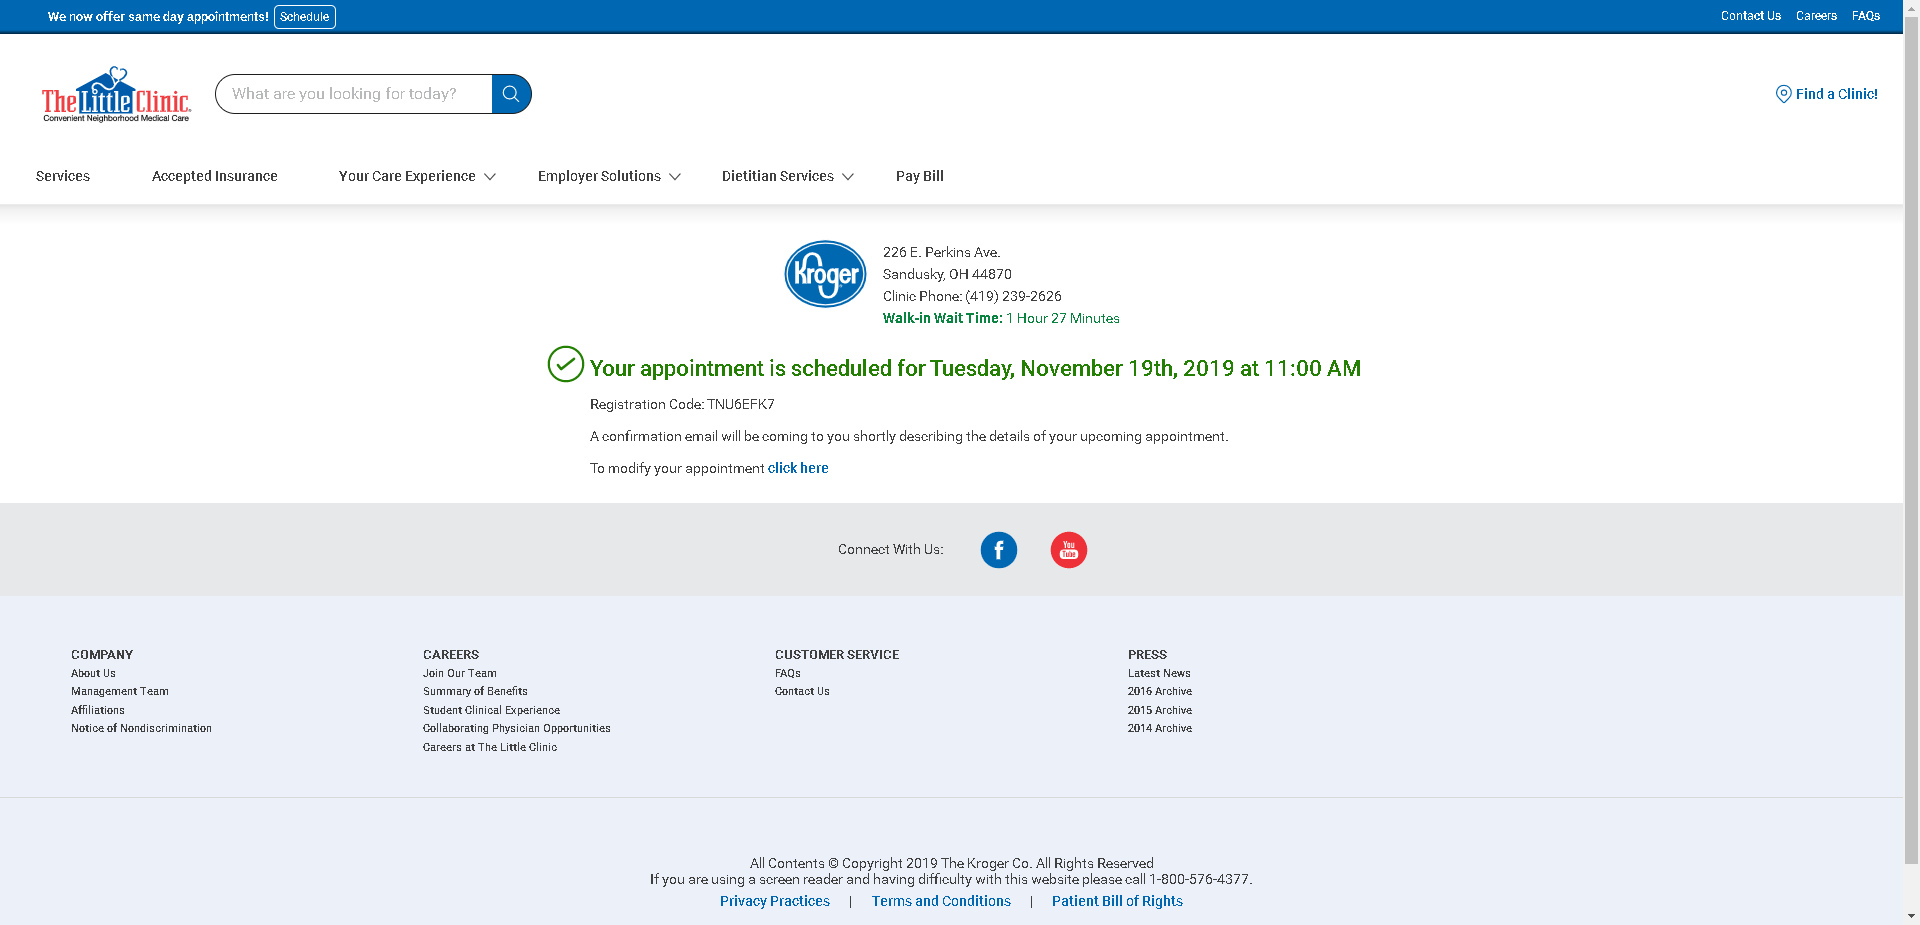 We now offer same day appointments! Schedule
Contact Us Careers FAQs
The Little Clinic.
Convenient Neighborhood Medical Care
What are you looking for today?
Find a Clinic!
Services Accepted Insurance Your Care Experience Employer Solutions Dietitian Services Pay Bill
Kroger
226 E. Perkins Ave.
Sandusky, OH 44870
Clinic Phone: (419) 239-2626
Walk-in Wait Time: 1 Hour 27 Minutes
Your appointment is scheduled for Tuesday, November 19th, 2019 at 11:00 AM
Registration Code: TNU6EFK7
A confirmation email will be coming to you shortly describing the details of your upcoming appointment.
To modify your appointment click here
Connect With Us:
f
You
Tube
COMPANY
About Us
Management Team
Affiliations
Notice of Nondiscrimination
CAREERS
Join Our Team
Summary of Benefits
Student Clinical Experience
Collaborating Physician Opportunities
Careers at The Little Clinic
CUSTOMER SERVICE
FAQs
Contact Us
PRESS
Latest News
2016 Archive
2015 Archive
2014 Archive
All Contents © Copyright 2019 The Kroger Co. All Rights Reserved
If you are using a screen reader and having difficulty with this website please call 1-800-576-4377.
Privacy Practices | Terms and Conditions | Patient Bill of Rights